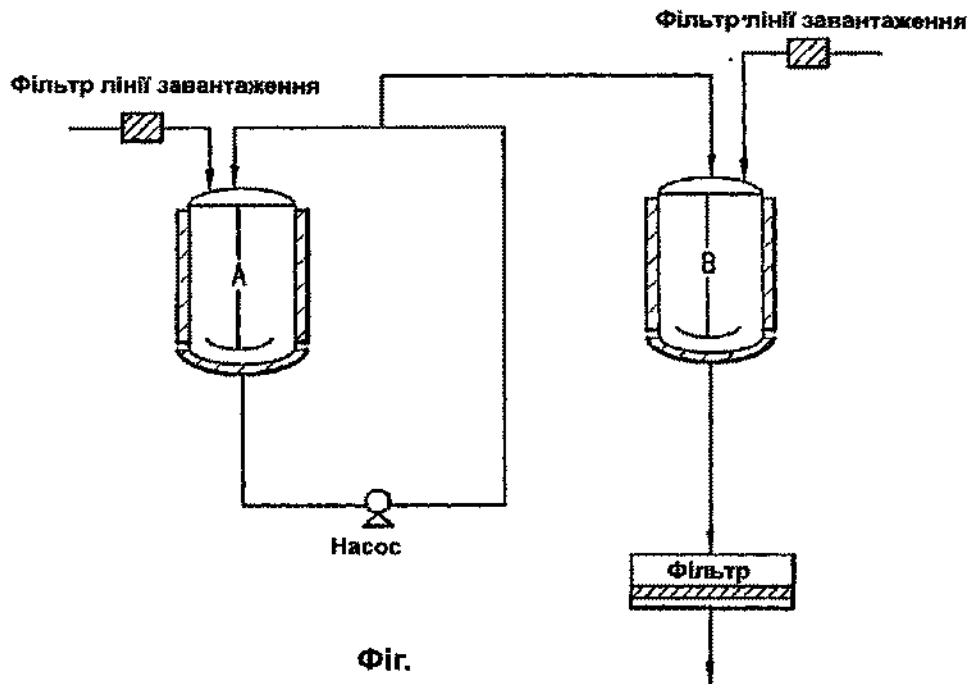 Фільтр лінії завантаження
Фільтр лінії завантаження
A
B
Насос
Фільтр
Фіг.